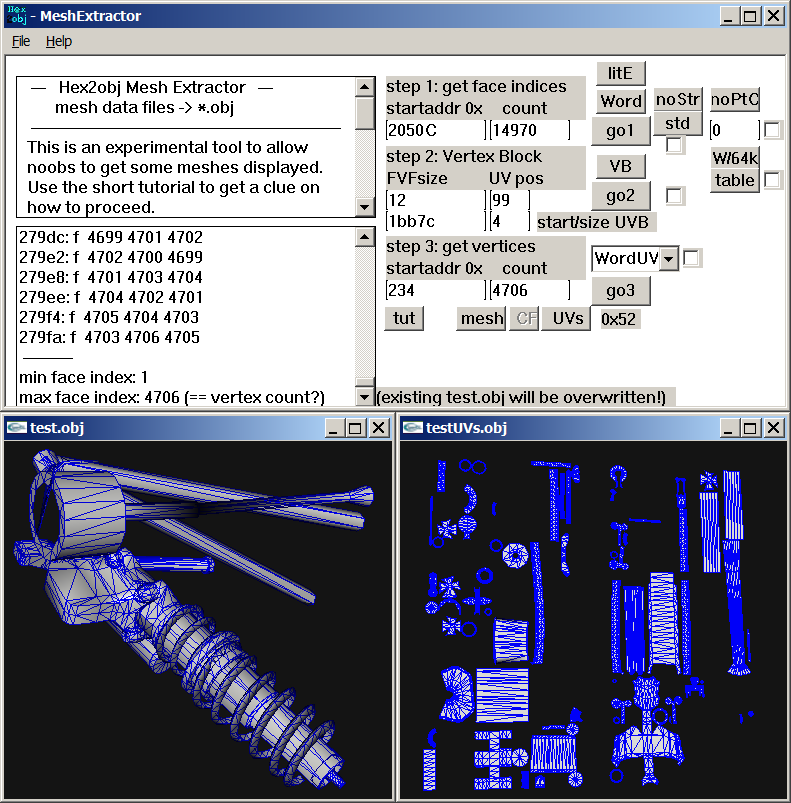 Hex obj - MeshExtractor
File Help
— Hex2obj Mesh Extractor —
mesh data files -> *.obj
This is an experimental tool to allow
noobs to get some meshes displayed.
Use the short tutorial to get a clue on
how to proceed.
279dc: f 4699 4701 4702
279e2: f 4702 4700 4699
279e8: f 4701 4703 4704
279ee: f 4704 4702 4701
279f4: f 4705 4704 4703
279fa: f 4703 4706 4705
min face index: 1
max face index: 4706 (== vertex count?)
step 1: get face indices
startaddr 0x count
2050C 14970
litE
Word
go1
noStr
std
noPtC
0
step 2: Vertex Block
FVFsize UV pos
12 99
1bb7c 4 start/size UVB
VB
go2
W/64k
table
step 3: get vertices
startaddr 0x count
234 4706
WordUV
go3
tut mesh CF UVs 0x52
(existing test.obj will be overwritten!)
test.obj
testUVs.obj